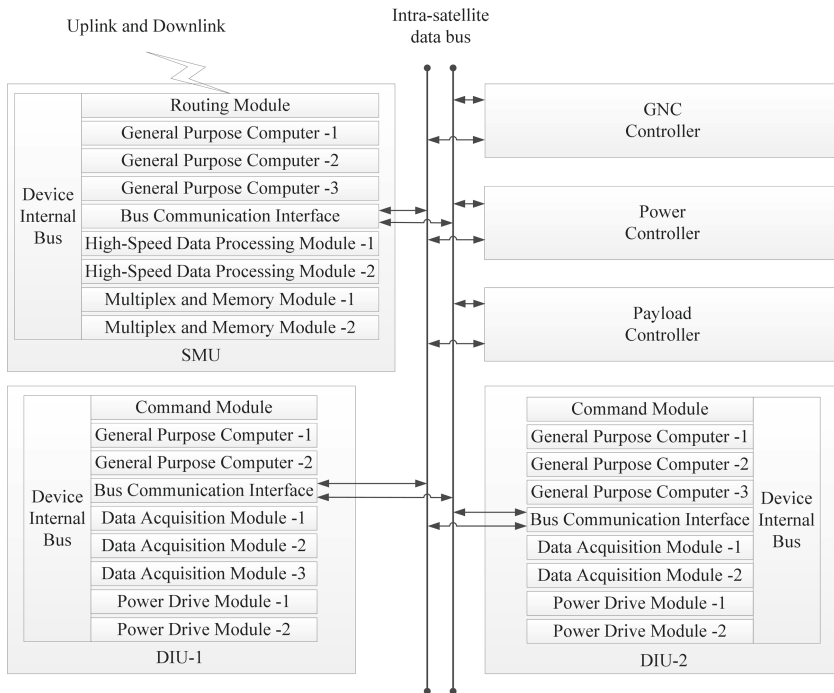 Uplink and Downlink
Intra-satellite
data bus
Routing Module
General Purpose Computer -1
General Purpose Computer -2
General Purpose Computer -3
Bus Communication Interface
High-Speed Data Processing Module -1
High-Speed Data Processing Module -2
Multiplex and Memory Module -1
Multiplex and Memory Module -2
Device
Internal
Bus
SMU
GNC
Controller
Power
Controller
Payload
Controller
Command Module
General Purpose Computer -1
General Purpose Computer -2
Bus Communication Interface
Data Acquisition Module -1
Data Acquisition Module -2
Data Acquisition Module -3
Power Drive Module -1
Power Drive Module -2
Device
Internal
Bus
DIU-1
Command Module
General Purpose Computer -1
General Purpose Computer -2
General Purpose Computer -3
Bus Communication Interface
Data Acquisition Module -1
Data Acquisition Module -2
Power Drive Module -1
Power Drive Module -2
Device
Internal
Bus
DIU-2